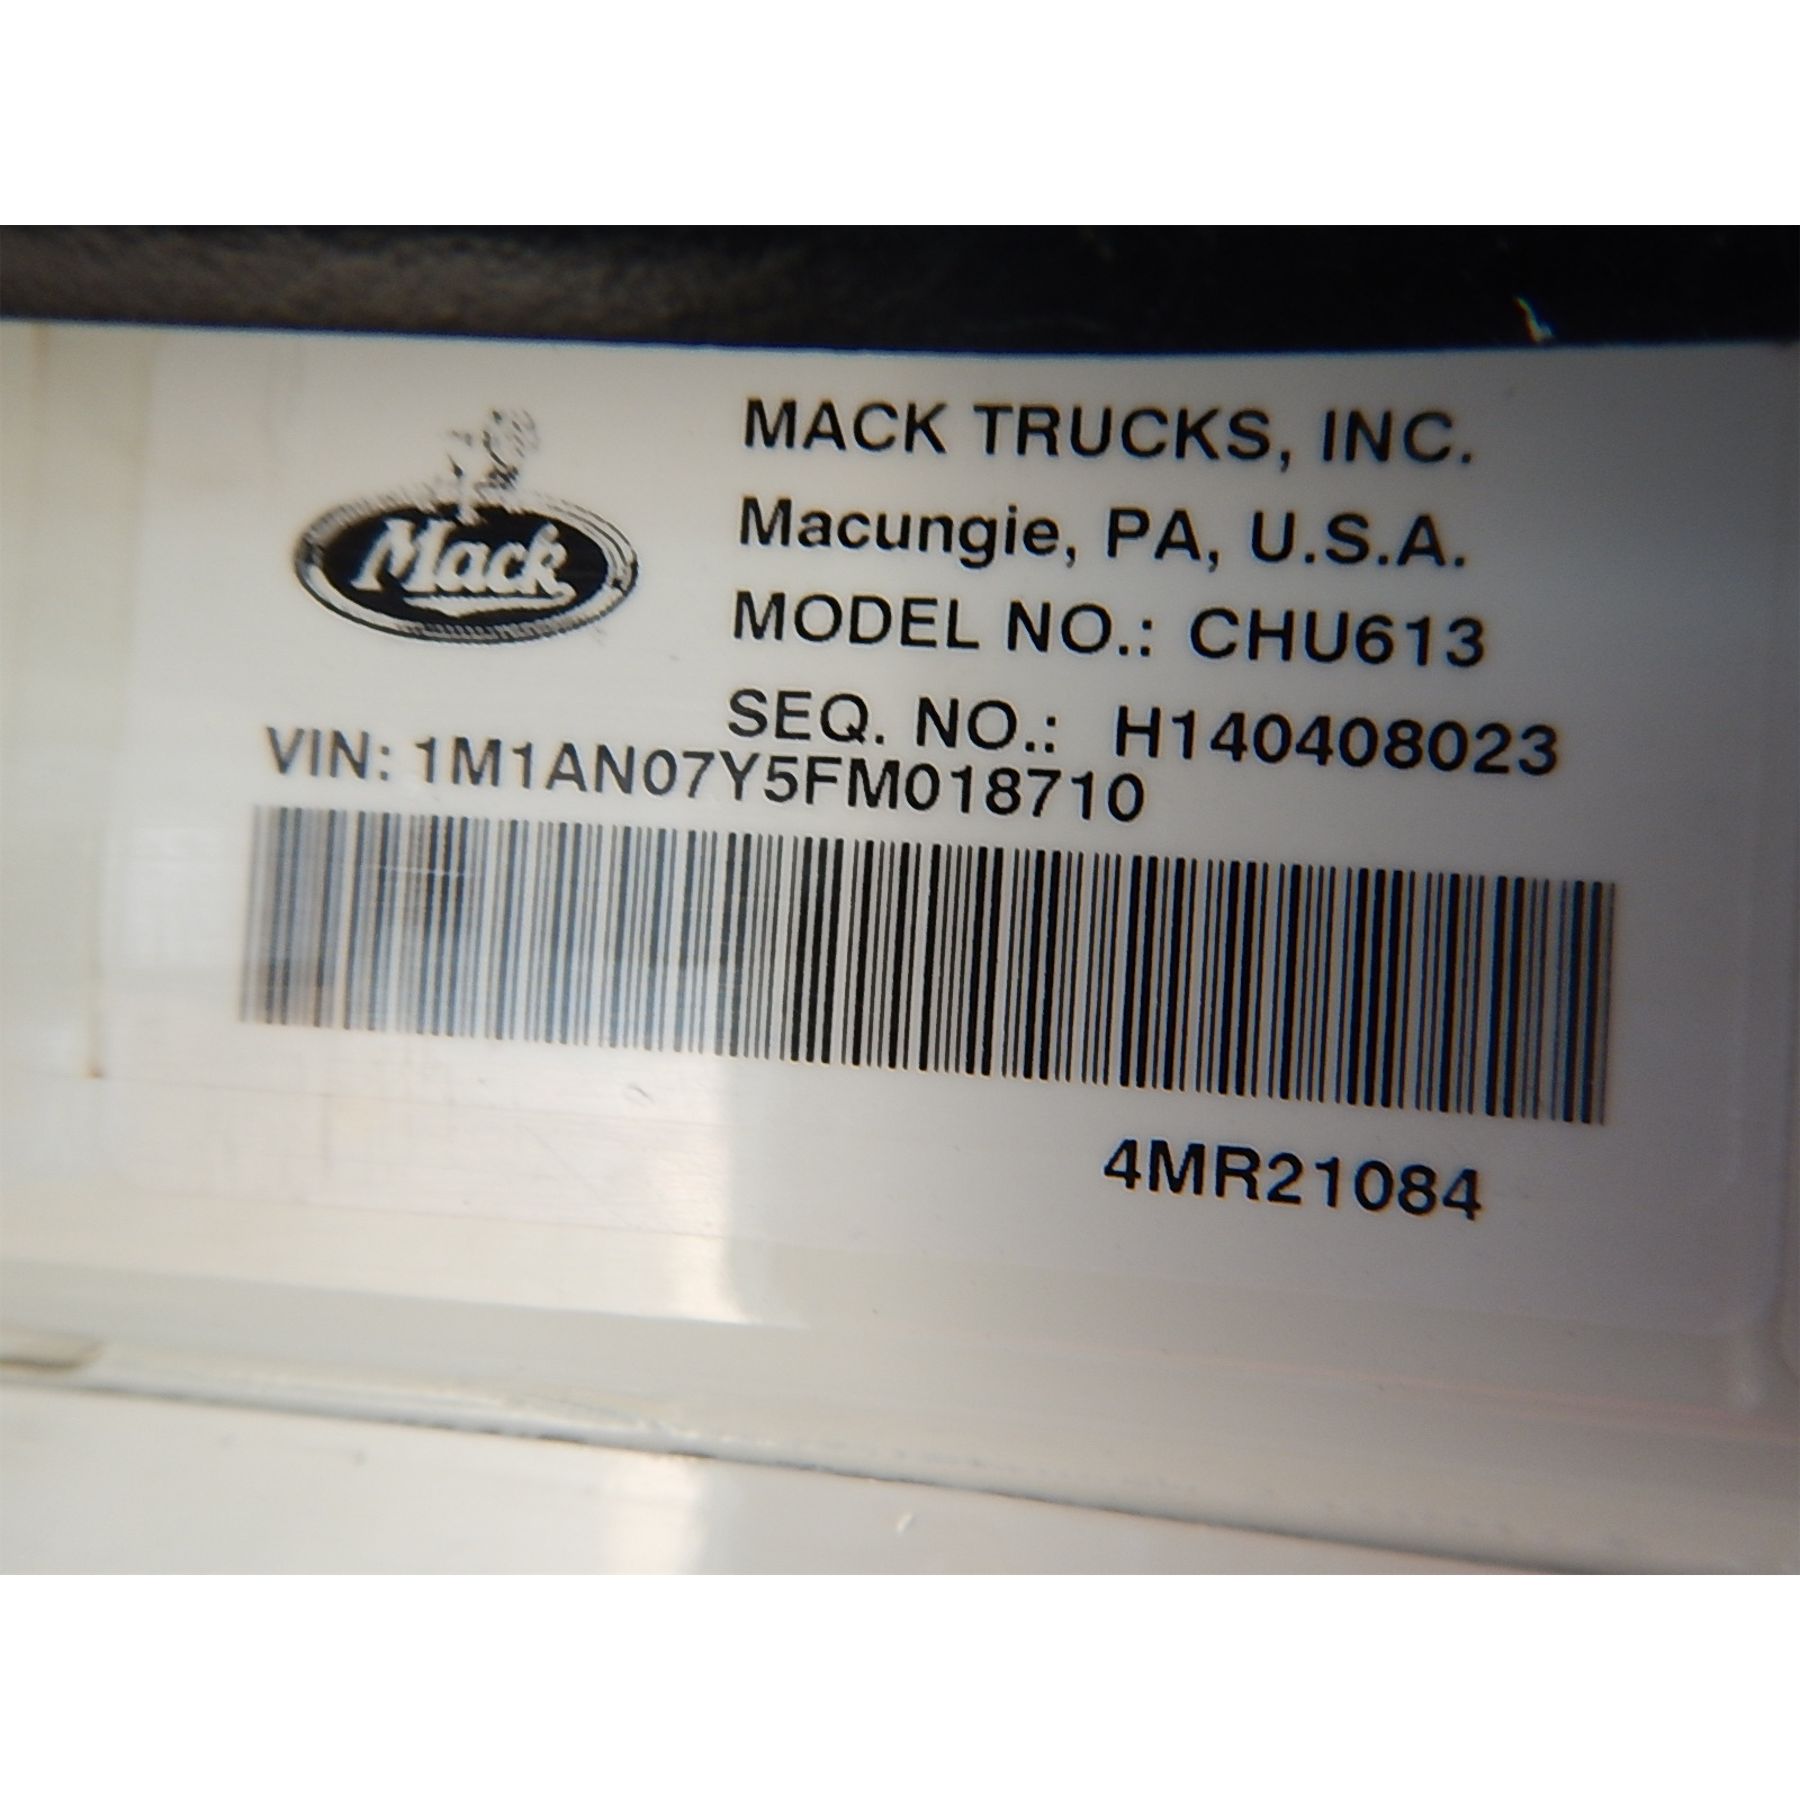 Mack
MACK TRUCKS, INC.
Macungie, PA, U.S.A.
MODEL NO.: CHU613
SEQ. NO.: H140408023
VIN: 1M1AN07Y5FM018710
4MR21084